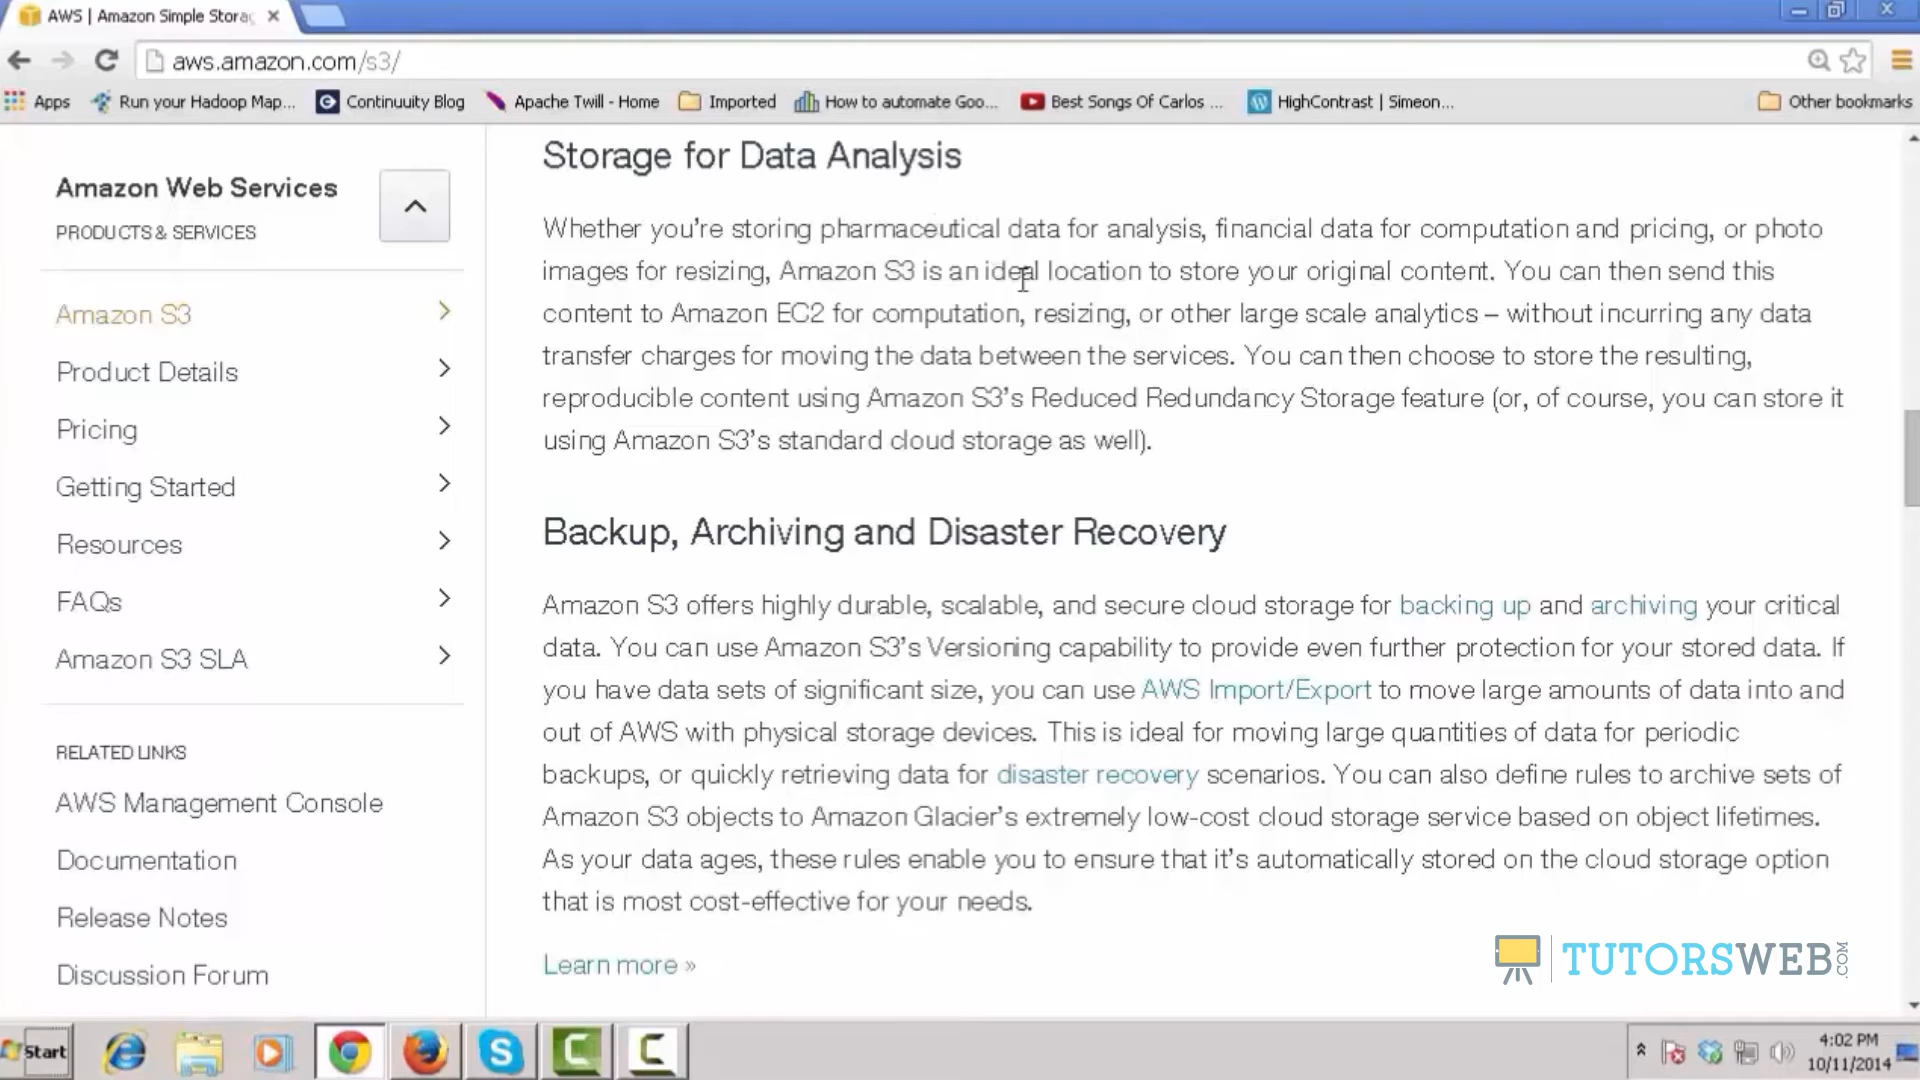 AWS | Amazon Simple Storag
aws.amazon.com/s3/
Apps
Run your Hadoop Map...
Continuuity Blog
Apache Twill - Home
Imported
How to automate Goo...
Best Songs Of Carlos ...
HighContrast | Simeon...
Other bookmarks
Amazon Web Services
PRODUCTS & SERVICES
Amazon S3
Product Details
Pricing
Getting Started
Resources
FAQs
Amazon S3 SLA
RELATED LINKS
AWS Management Console
Documentation
Release Notes
Discussion Forum
Storage for Data Analysis
Whether you're storing pharmaceutical data for analysis, financial data for computation and pricing, or photo
images for resizing, Amazon S3 is an ideal location to store your original content. You can then send this
content to Amazon EC2 for computation, resizing, or other large scale analytics – without incurring any data
transfer charges for moving the data between the services. You can then choose to store the resulting,
reproducible content using Amazon S3's Reduced Redundancy Storage feature (or, of course, you can store it
using Amazon S3's standard cloud storage as well).
Backup, Archiving and Disaster Recovery
Amazon S3 offers highly durable, scalable, and secure cloud storage for backing up and archiving your critical
data. You can use Amazon S3's Versioning capability to provide even further protection for your stored data. If
you have data sets of significant size, you can use AWS Import/Export to move large amounts of data into and
out of AWS with physical storage devices. This is ideal for moving large quantities of data for periodic
backups, or quickly retrieving data for disaster recovery scenarios. You can also define rules to archive sets of
Amazon S3 objects to Amazon Glacier's extremely low-cost cloud storage service based on object lifetimes.
As your data ages, these rules enable you to ensure that it's automatically stored on the cloud storage option
that is most cost-effective for your needs.
Learn more »
TUTORSWEB.COM
Start
4:02 PM
10/11/2014